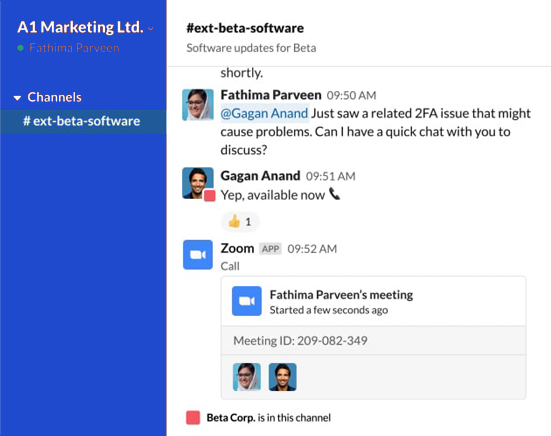 A1 Marketing Ltd.
Fathima Parveen
Channels
# ext-beta-software
#ext-beta-software
Software updates for Beta
shortly.
Fathima Parveen 09:50 AM
@Gagan Anand Just saw a related 2FA issue that might
cause problems. Can I have a quick chat with you to
discuss?
Gagan Anand 09:51 AM
Yep, available now
1
Zoom APP 09:52 AM
Call
Fathima Parveen’s meeting
Started a few seconds ago
Meeting ID: 209-082-349
Beta Corp. is in this channel